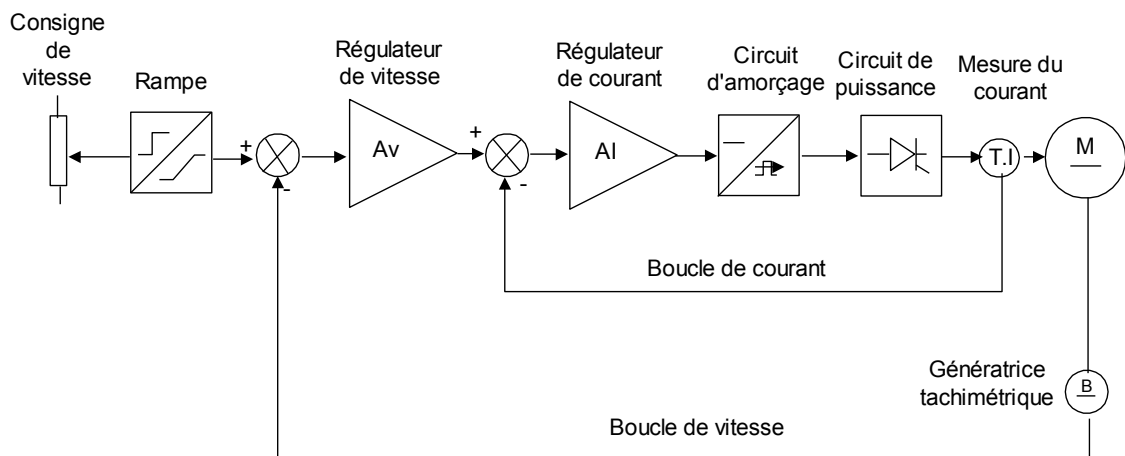 Consigne
de
vitesse
Rampe
Régulateur
de vitesse
Régulateur
de courant
Circuit
d'amorçage
Circuit de
puissance
Mesure du
courant
+
-
Av
+
-
AI
T.I
M
Boucle de courant
Génératrice
tachimétrique
B
Boucle de vitesse